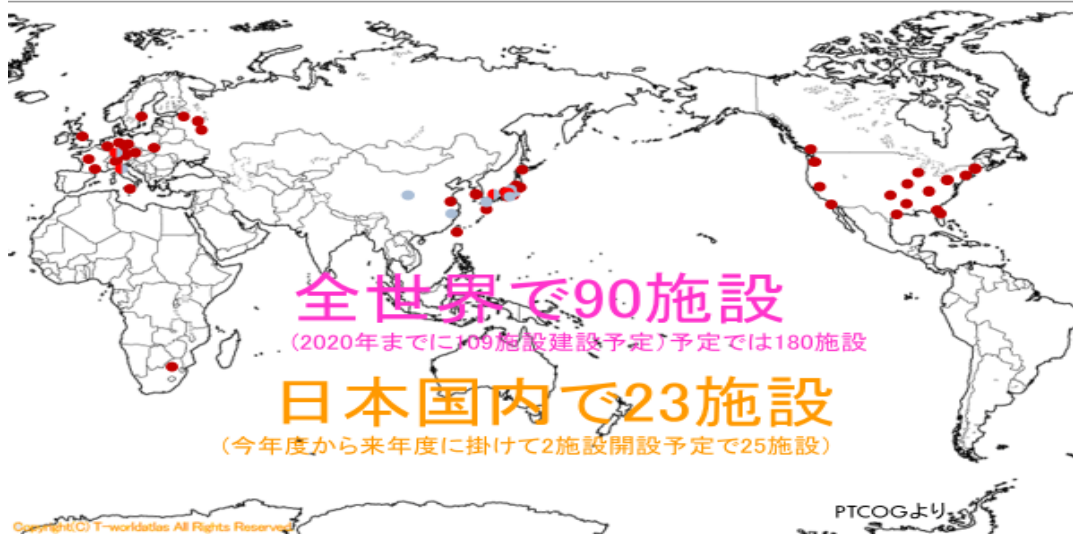 全世界で90施設
(2020年までに109施設建設予定)予定では180施設
日本国内で23施設
(今年度から来年度に掛けて2施設開設予定で25施設)
PTCOGより
Copyright(C) T-worldatlas All Rights Reserved